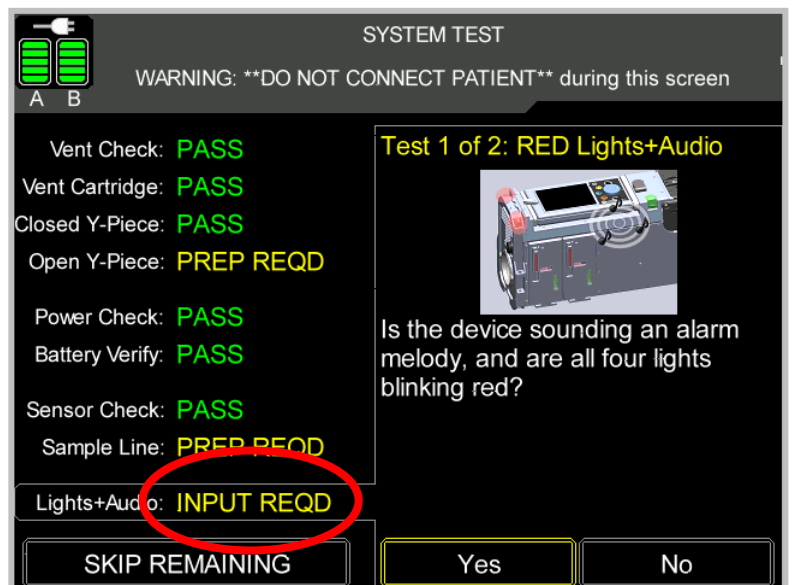 SYSTEM TEST
WARNING: **DO NOT CONNECT PATIENT** during this screen
A B
Vent Check: PASS
Vent Cartridge: PASS
Closed Y-Piece: PASS
Open Y-Piece: PREP REQD
Power Check: PASS
Battery Verify: PASS
Sensor Check: PASS
Sample Line: PREP REQD
Lights+Audio: INPUT REQD
SKIP REMAINING
Test 1 of 2: RED Lights+Audio
Is the device sounding an alarm
melody, and are all four lights
blinking red?
Yes
No